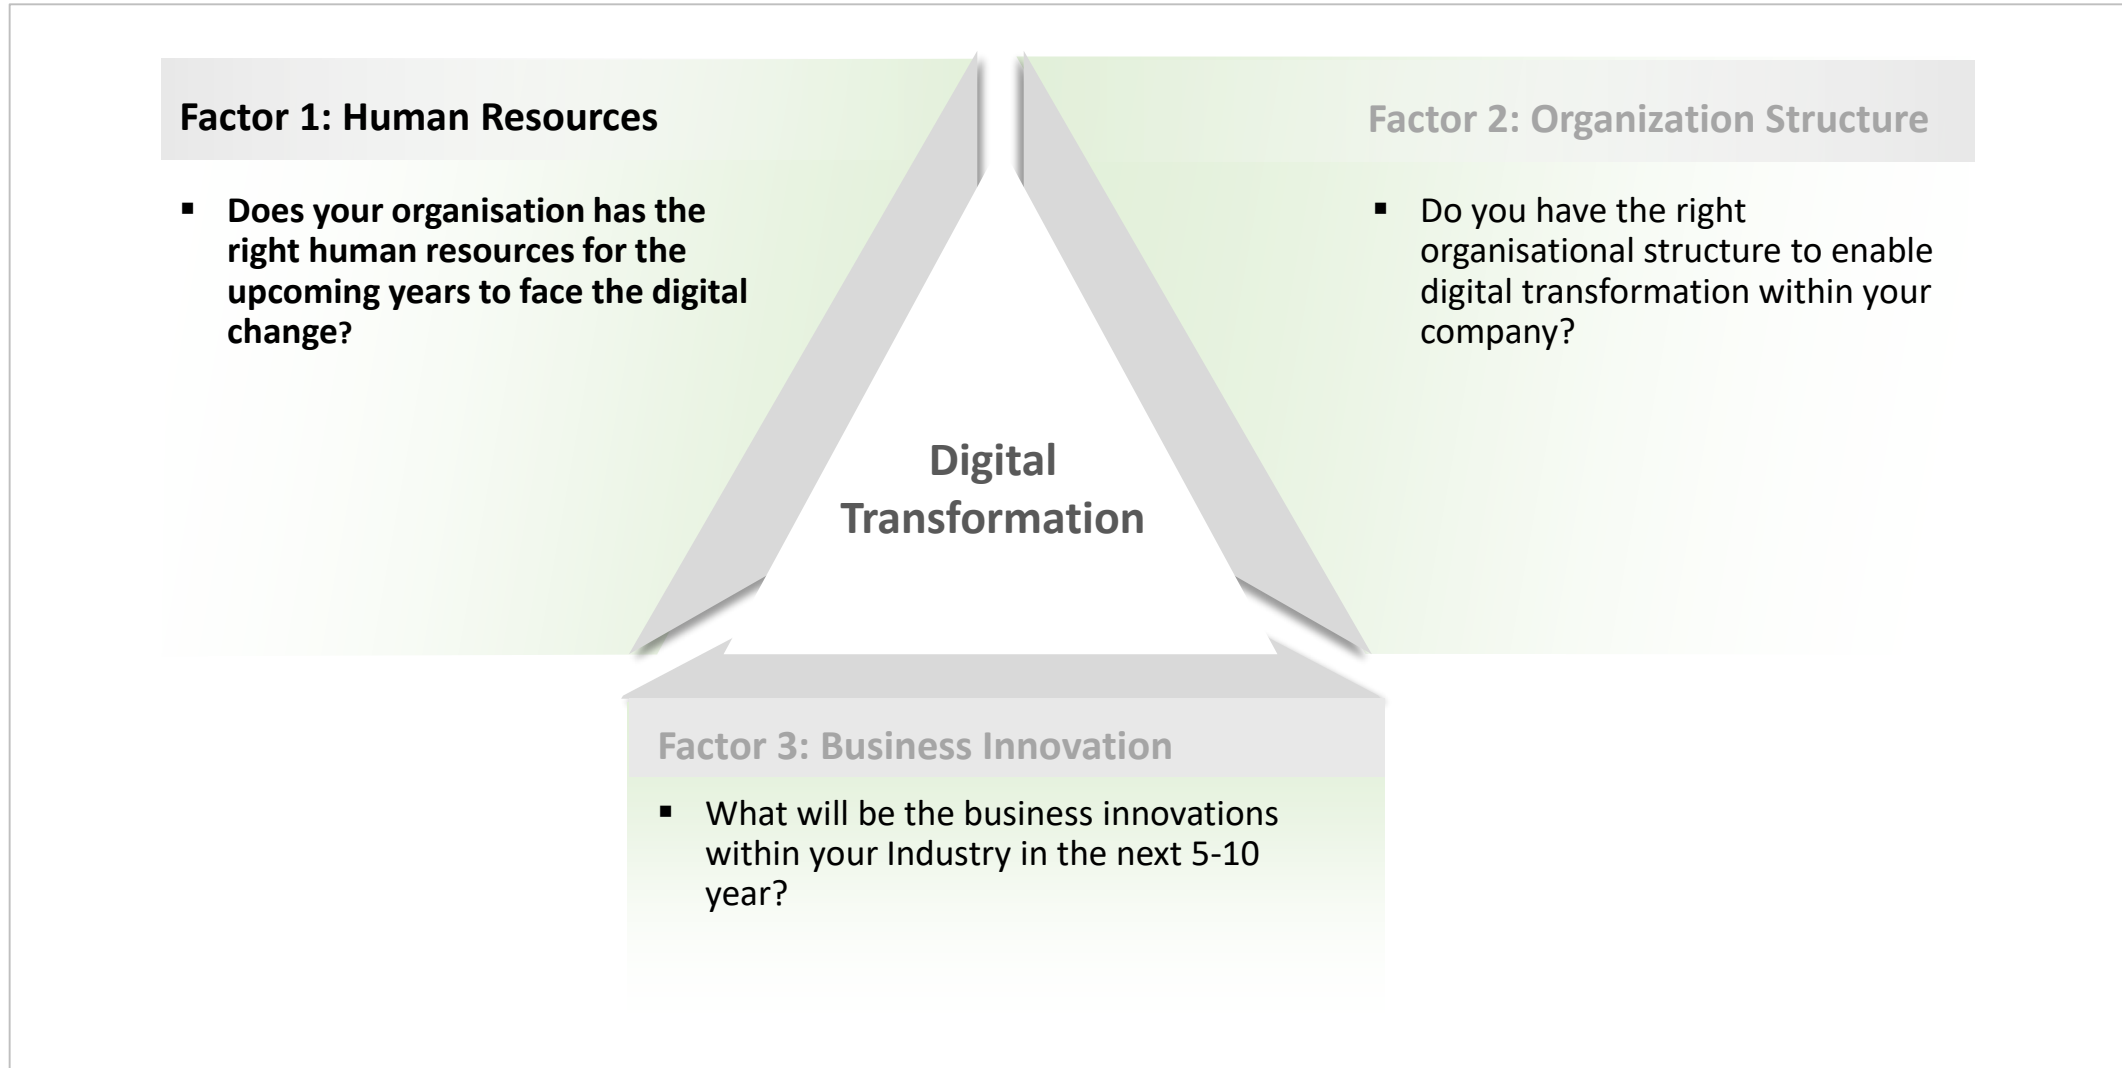 Factor 1: Human Resources
▪ Does your organisation has the
right human resources for the
upcoming years to face the digital
change?
Factor 2: Organization Structure
▪ Do you have the right
organisational structure to enable
digital transformation within your
company?
Digital
Transformation
Factor 3: Business Innovation
▪ What will be the business innovations
within your Industry in the next 5-10
year?